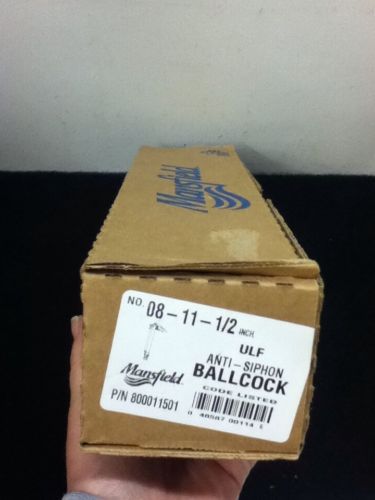 Mansfield
NO. 08-11-1/2 INCH
ULF
ANTI-SIPHON
BALLCOCK
CODE LISTED
Mansfield
P/N 800011501